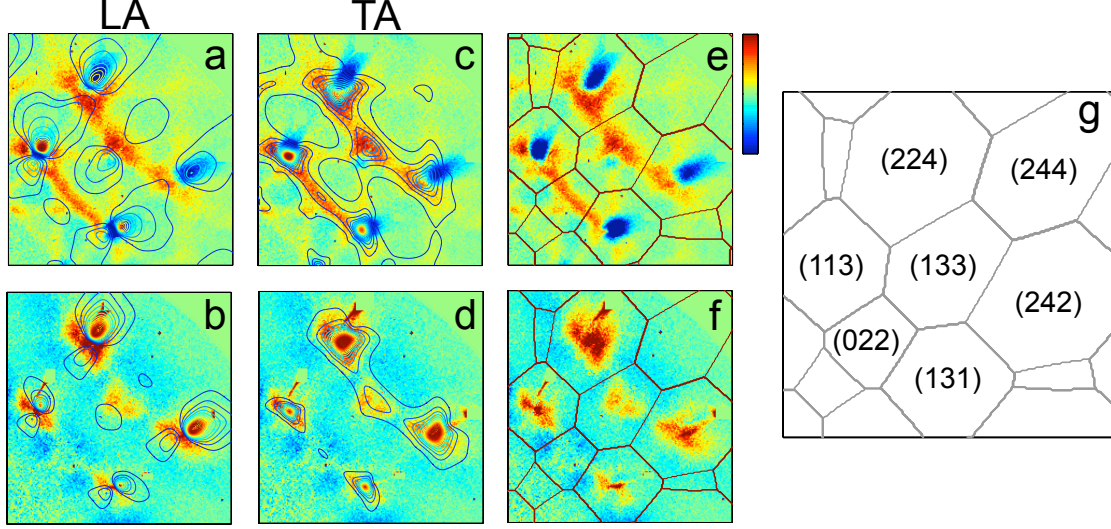 LA
TA
a
c
e
g
(224)
(244)
(113)
(133)
(242)
(022)
(131)
b
d
f